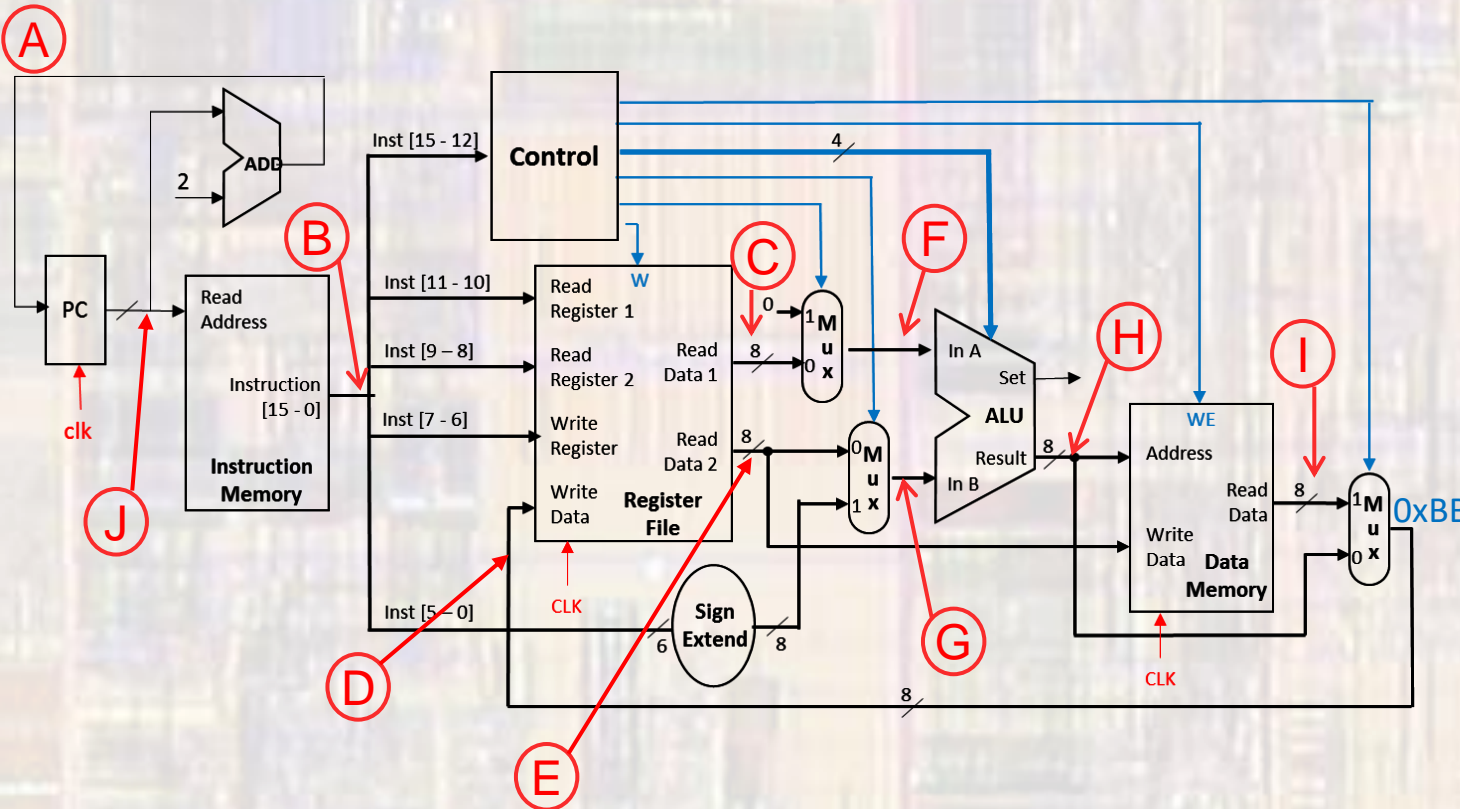 A
ADD
2
Inst [15 - 12]
Control
4
B
PC
clk
Read
Address
Instruction
[15 - 0]
Instruction
Memory
J
Inst [11 - 10]
Inst [9 – 8]
Inst [7 - 6]
Inst [5 – 0]
W
Read
Register 1
Read
Register 2
Write
Register
Write
Data
Read
Data 1
Read
Data 2
Register
File
CLK
C
8
8
0
1
0
M
u
x
0
1
M
u
x
F
G
In A
In B
Set
ALU
Result
8
H
WE
Address
Read
Data
Write
Data
Data
Memory
CLK
I
8
1
0
M
u
x
0xBE
6
Sign
Extend
8
D
E
8